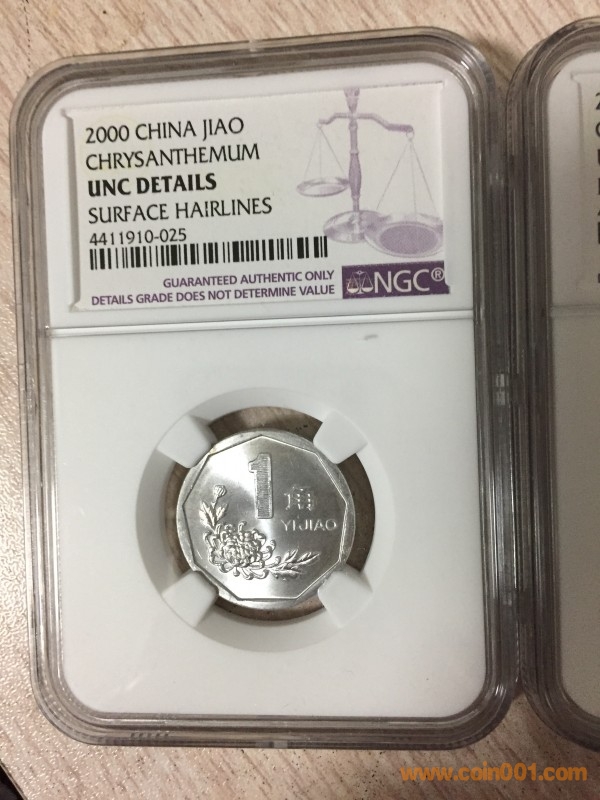 2000 CHINA JIAO
CHRYSANTHEMUM
UNC DETAILS
SURFACE HAIRLINES
4411910-025
GUARANTEED AUTHENTIC ONLY
DETAILS GRADE DOES NOT DETERMINE VALUE
NGC®
1 角
YIJIAO
www.coin001.com